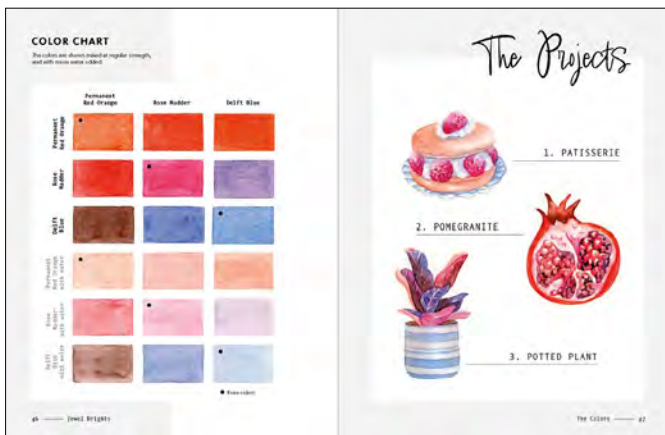 COLOR CHART
The colors are shown mixed at regular strength,
and with more water added.
Permanent
Red Orange
Rose Madder
Delft Blue
Permanent
Red Orange
Rose
Madder
Delft
Blue
Permanent
Red Orange
with water
Rose
Madder
with water
Delft
Blue
with water
Pure colors
46 Jewel Brights
The Projects
1. PATISSERIE
2. POMEGRANITE
3. POTTED PLANT
The Colors 47